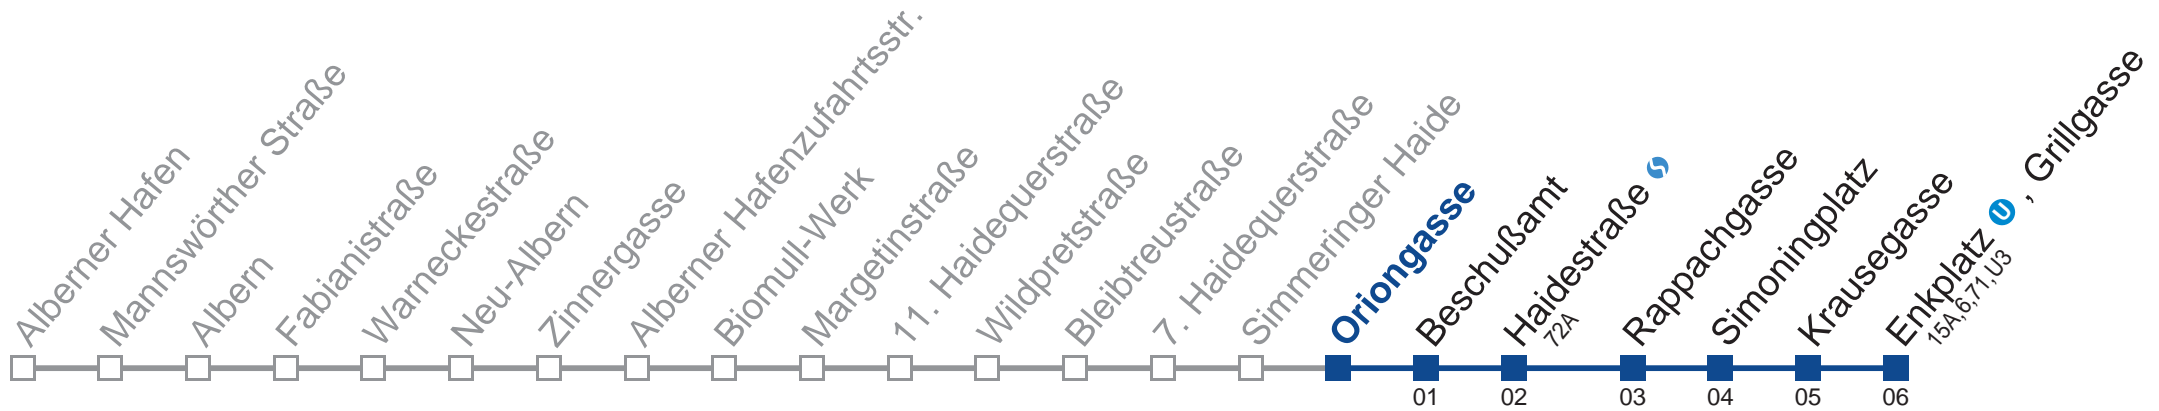 Alberner Hafen
Mannswörther Straße
Albern
Fabianistraße
Warneckestraße
Neu-Albern
Zinnergasse
Alberner Hafenzufahrtsstr.
Biomull-Werk
Margetinstraße
11. Haidequerstraße
Wildpretstraße
Bleibtreustraße
7. Haidequerstraße
Simmeringer Haide
Oriongasse
Beschußamt
Haidestraße
72A
Rappachgasse
Simoningplatz
Krausegasse
Enkplatz U , Grillgasse
15A,6,71,U3
01 02 03 04 05 06